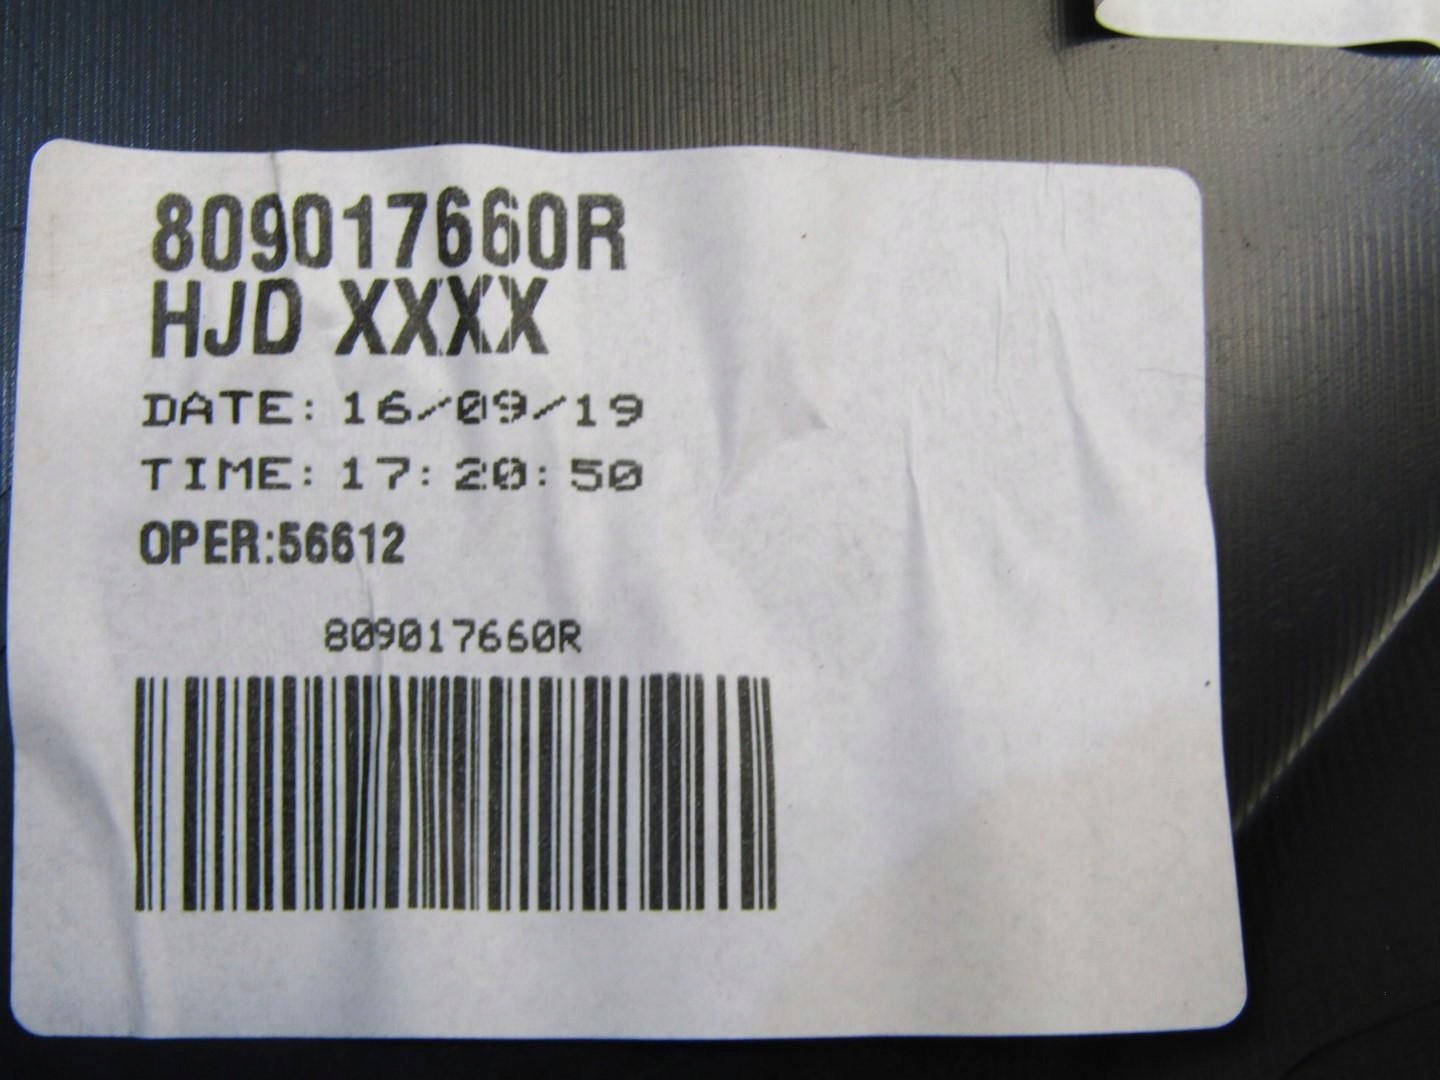 809017660R
HJD XXXX
DATE: 16/09/19
TIME: 17:20:50
OPER:56612
809017660R